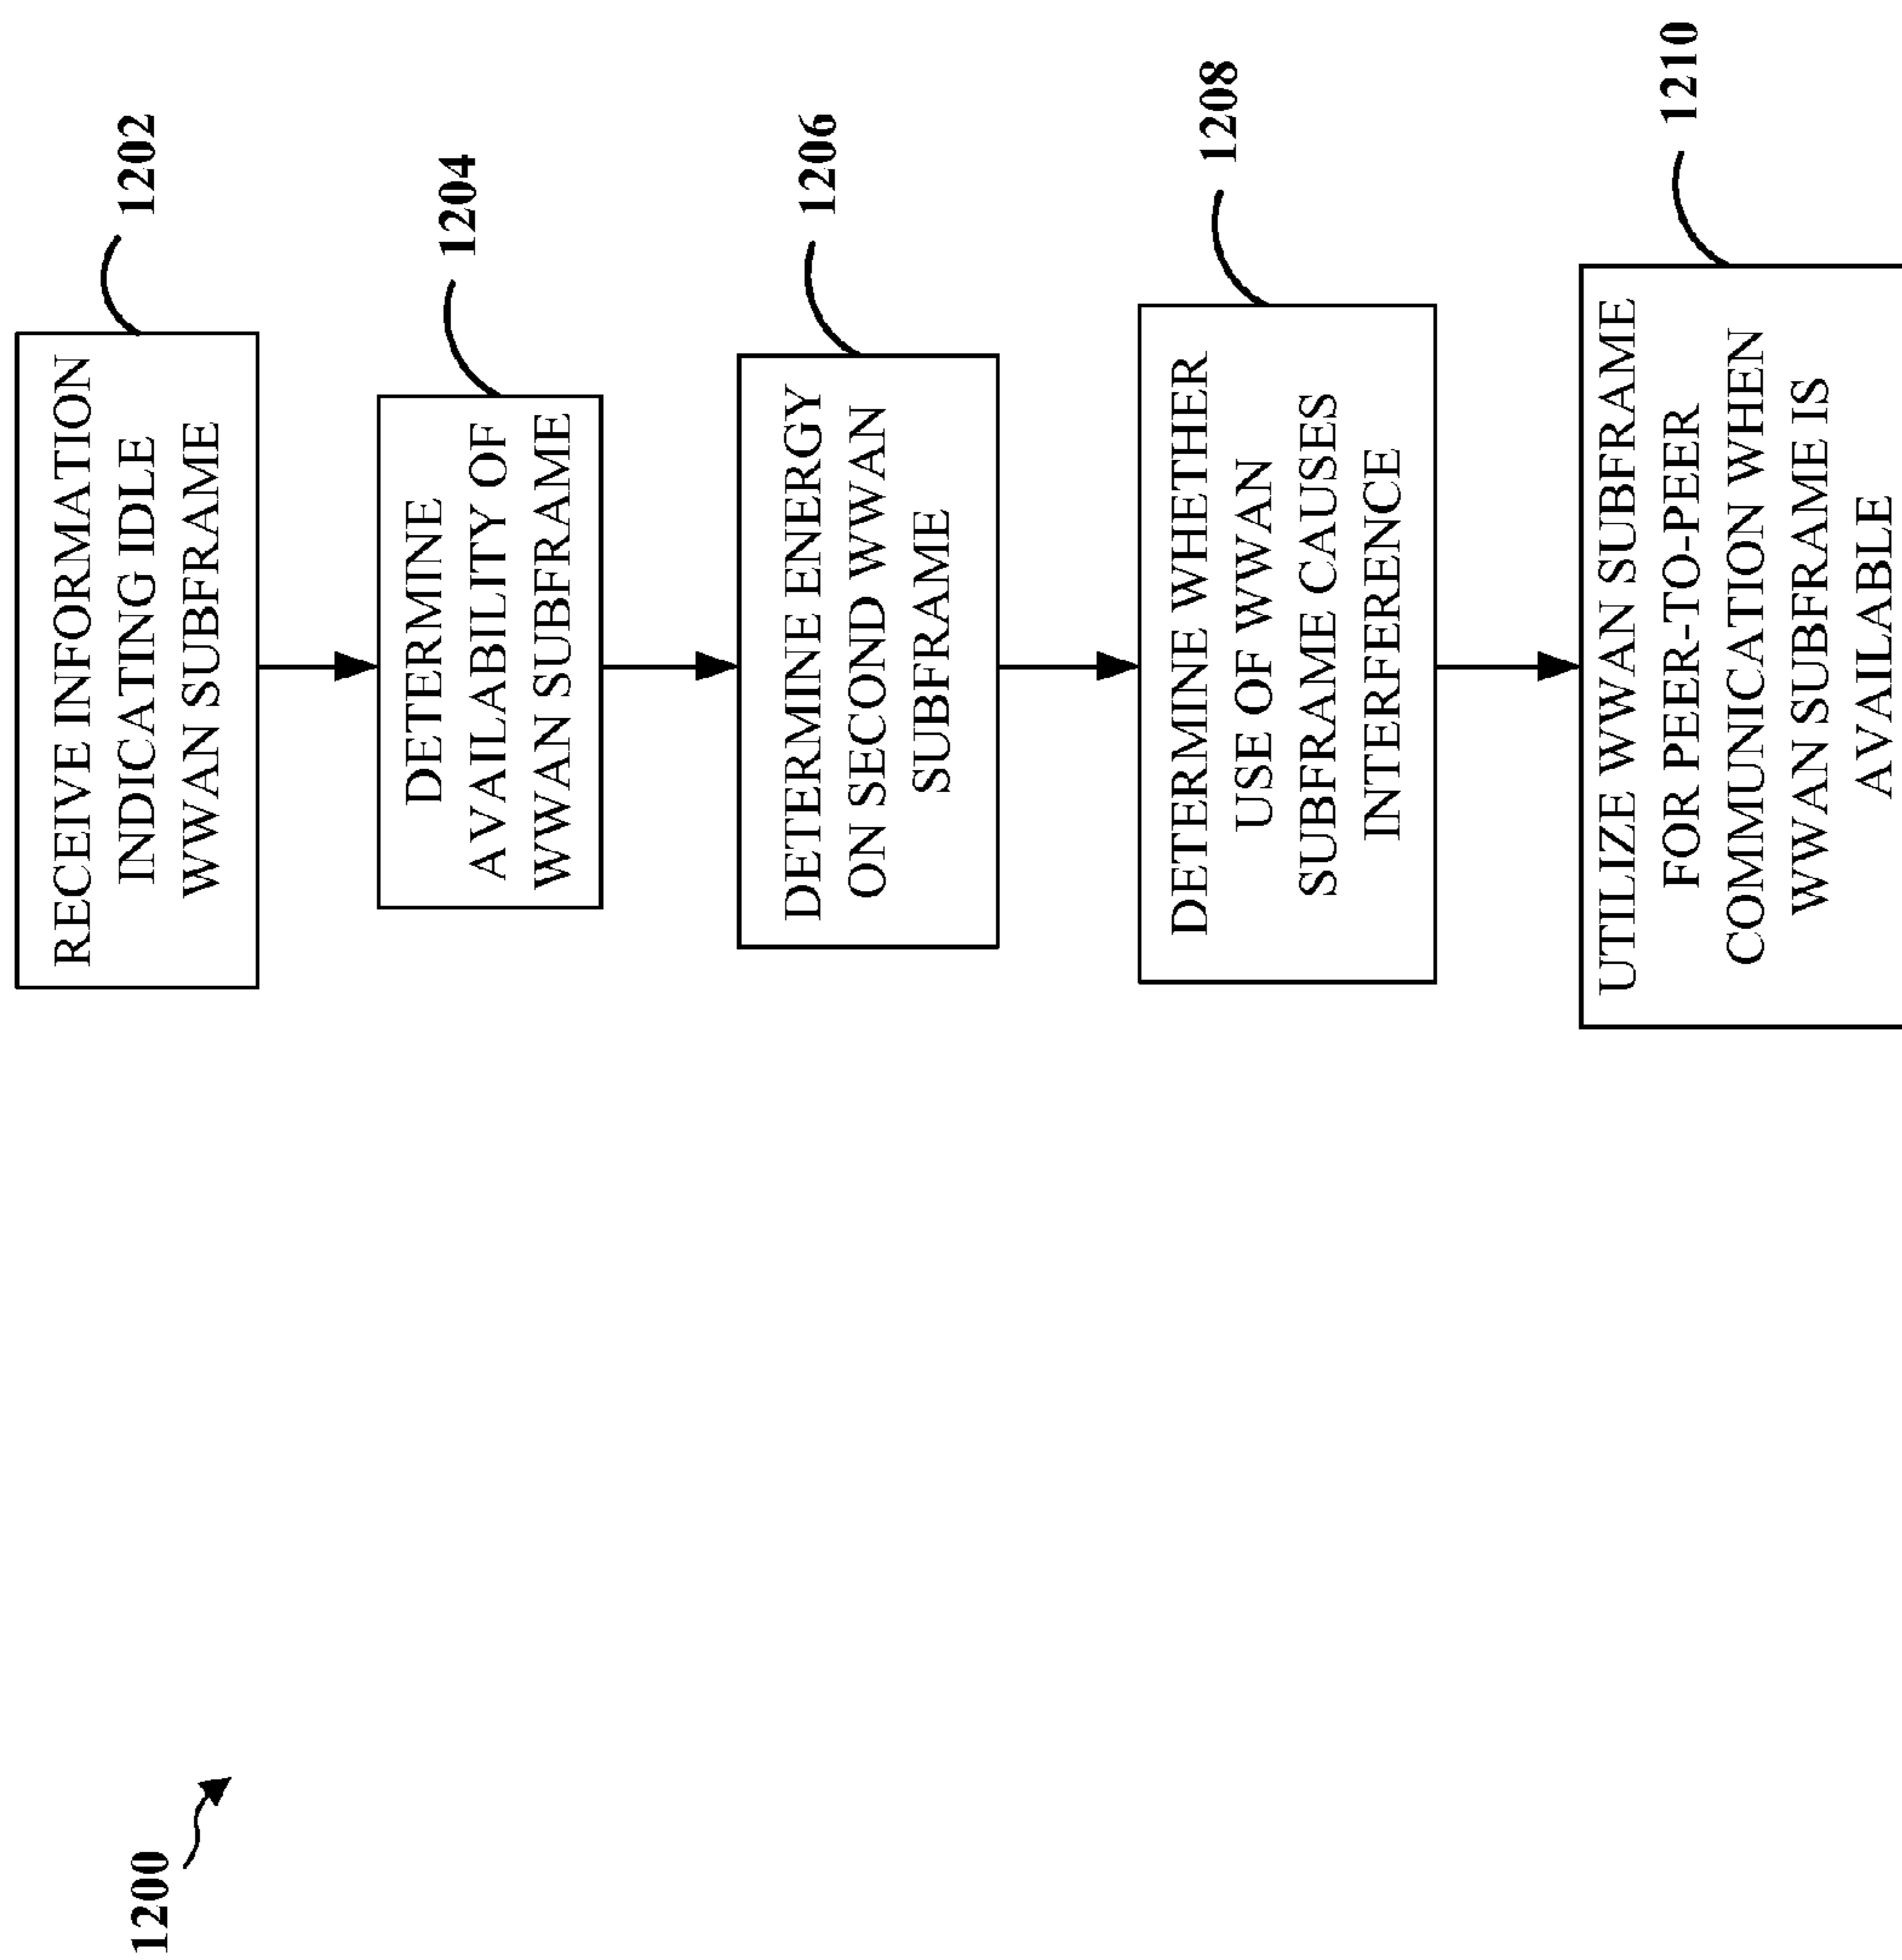 1200
RECEIVE INFORMATION
INDICATING IDLE
WWAN SUBFRAME
1202
DETERMINE
AVAILABILITY OF
WWAN SUBFRAME
1204
DETERMINE ENERGY
ON SECOND WWAN
SUBFRAME
1206
DETERMINE WHETHER
USE OF WWAN
SUBFRAME CAUSES
INTERFERENCE
1208
UTILIZE WWAN SUBFRAME
FOR PEER-TO-PEER
COMMUNICATION WHEN
WWAN SUBFRAME IS
AVAILABLE
1210